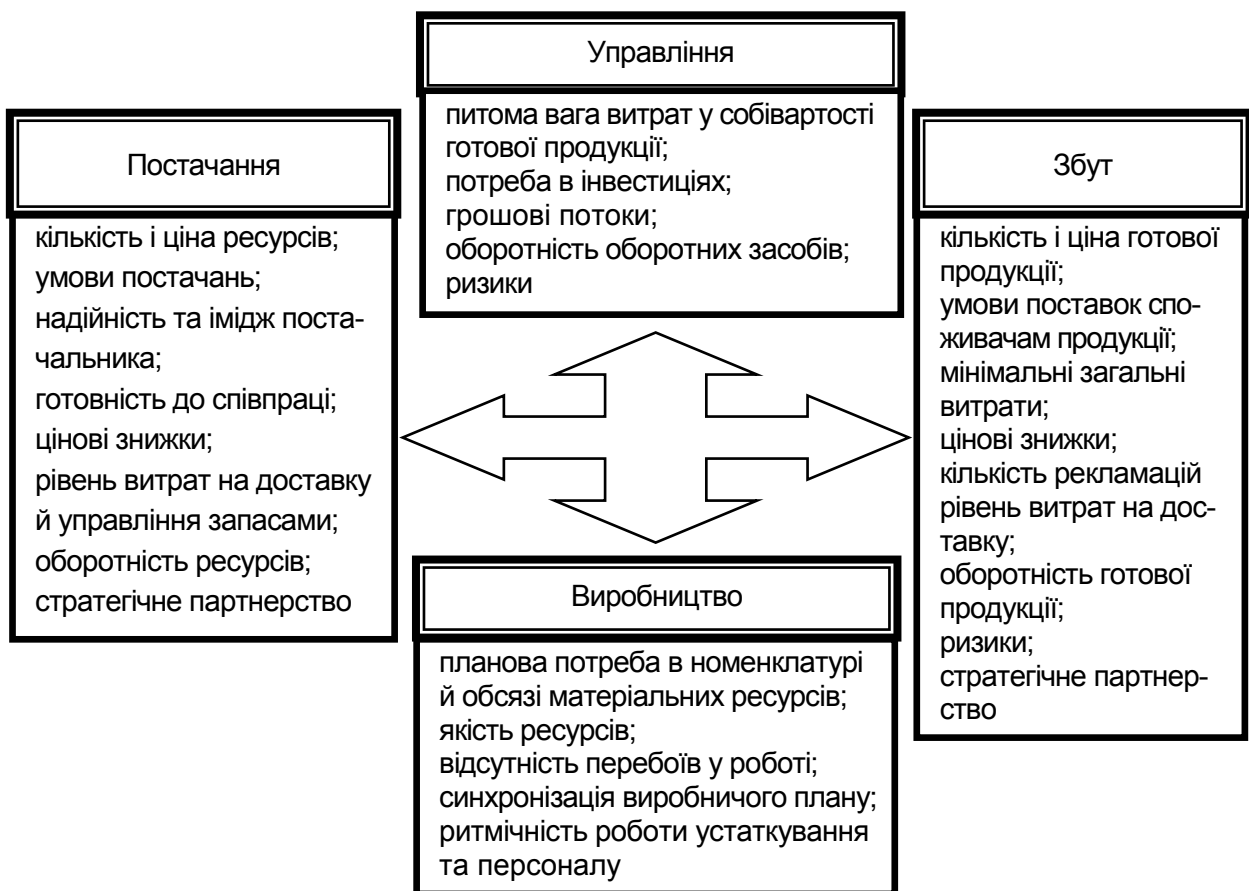 Управління
питома вага витрат у собівартості
готової продукції;
потреба в інвестиціях;
грошові потоки;
оборотність оборотних засобів;
ризики
Постачання
кількість і ціна ресурсів;
умови постачань;
надійність та імідж поста-
чальника;
готовність до співпраці;
цінові знижки;
рівень витрат на доставку
й управління запасами;
оборотність ресурсів;
стратегічне партнерство
Збут
кількість і ціна готової
продукції;
умови поставок спо-
живачам продукції;
мінімальні загальні
витрати;
цінові знижки;
кількість рекламацій
рівень витрат на дос-
тавку;
оборотність готової
продукції;
ризики;
стратегічне партнер-
ство
Виробництво
планова потреба в номенклатурі
й обсязі матеріальних ресурсів;
якість ресурсів;
відсутність перебоїв у роботі;
синхронізація виробничого плану;
ритмічність роботи устаткування
та персоналу